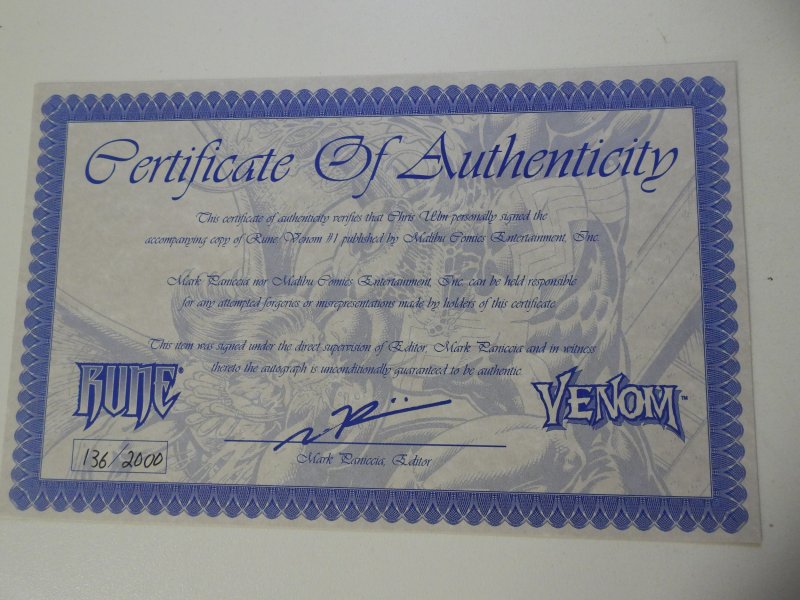 Certificate Of Authenticity
This certificate of authenticity verifies that Chris Ulm personally signed the
accompanying copy of Rune/Venom #1 published by Malibu Comics Entertainment, Inc.
Mark Paniccia nor Malibu Comics Entertainment, Inc. can be held responsible
for any attempted forgeries or misrepresentations made by holders of this certificate.
This item was signed under the direct supervision of Editor, Mark Paniccia and in witness
thereto the autograph is unconditionally guaranteed to be authentic.
RUNE®
VENOM™
136/2000
Mark Paniccia, Editor